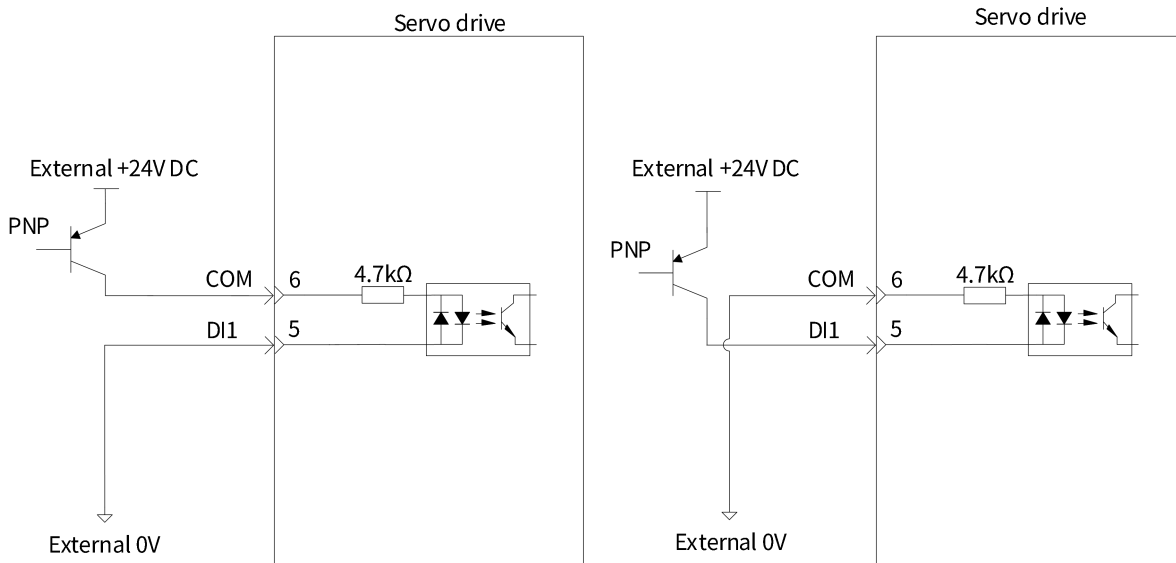 Servo drive
External +24V DC
PNP
COM
6
4.7kΩ
DI1
5
External 0V
Servo drive
External +24V DC
PNP
COM
6
4.7kΩ
DI1
5
External 0V